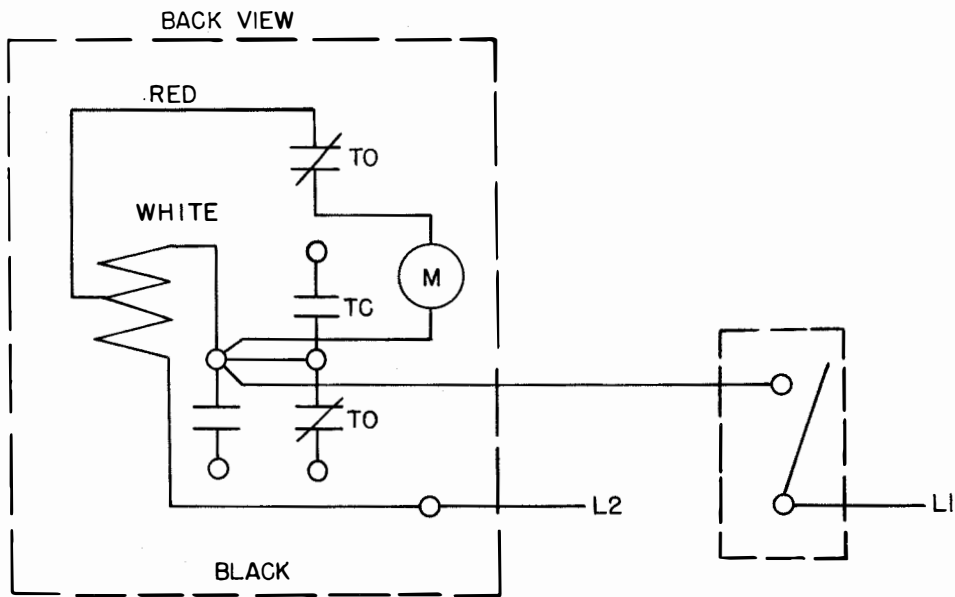 BACK VIEW
RED
TO
WHITE
M
TC
TO
L2
L1
BLACK